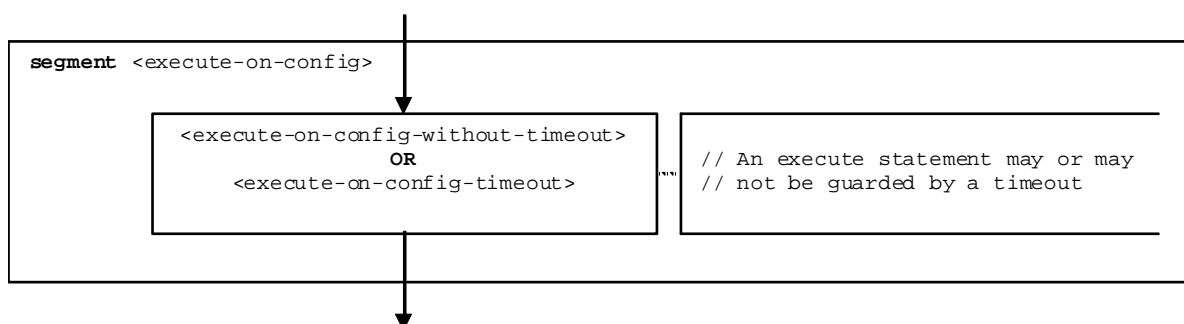 segment <execute-on-config>
<execute-on-config-without-timeout>
OR
<execute-on-config-timeout>
// An execute statement may or may
// not be guarded by a timeout